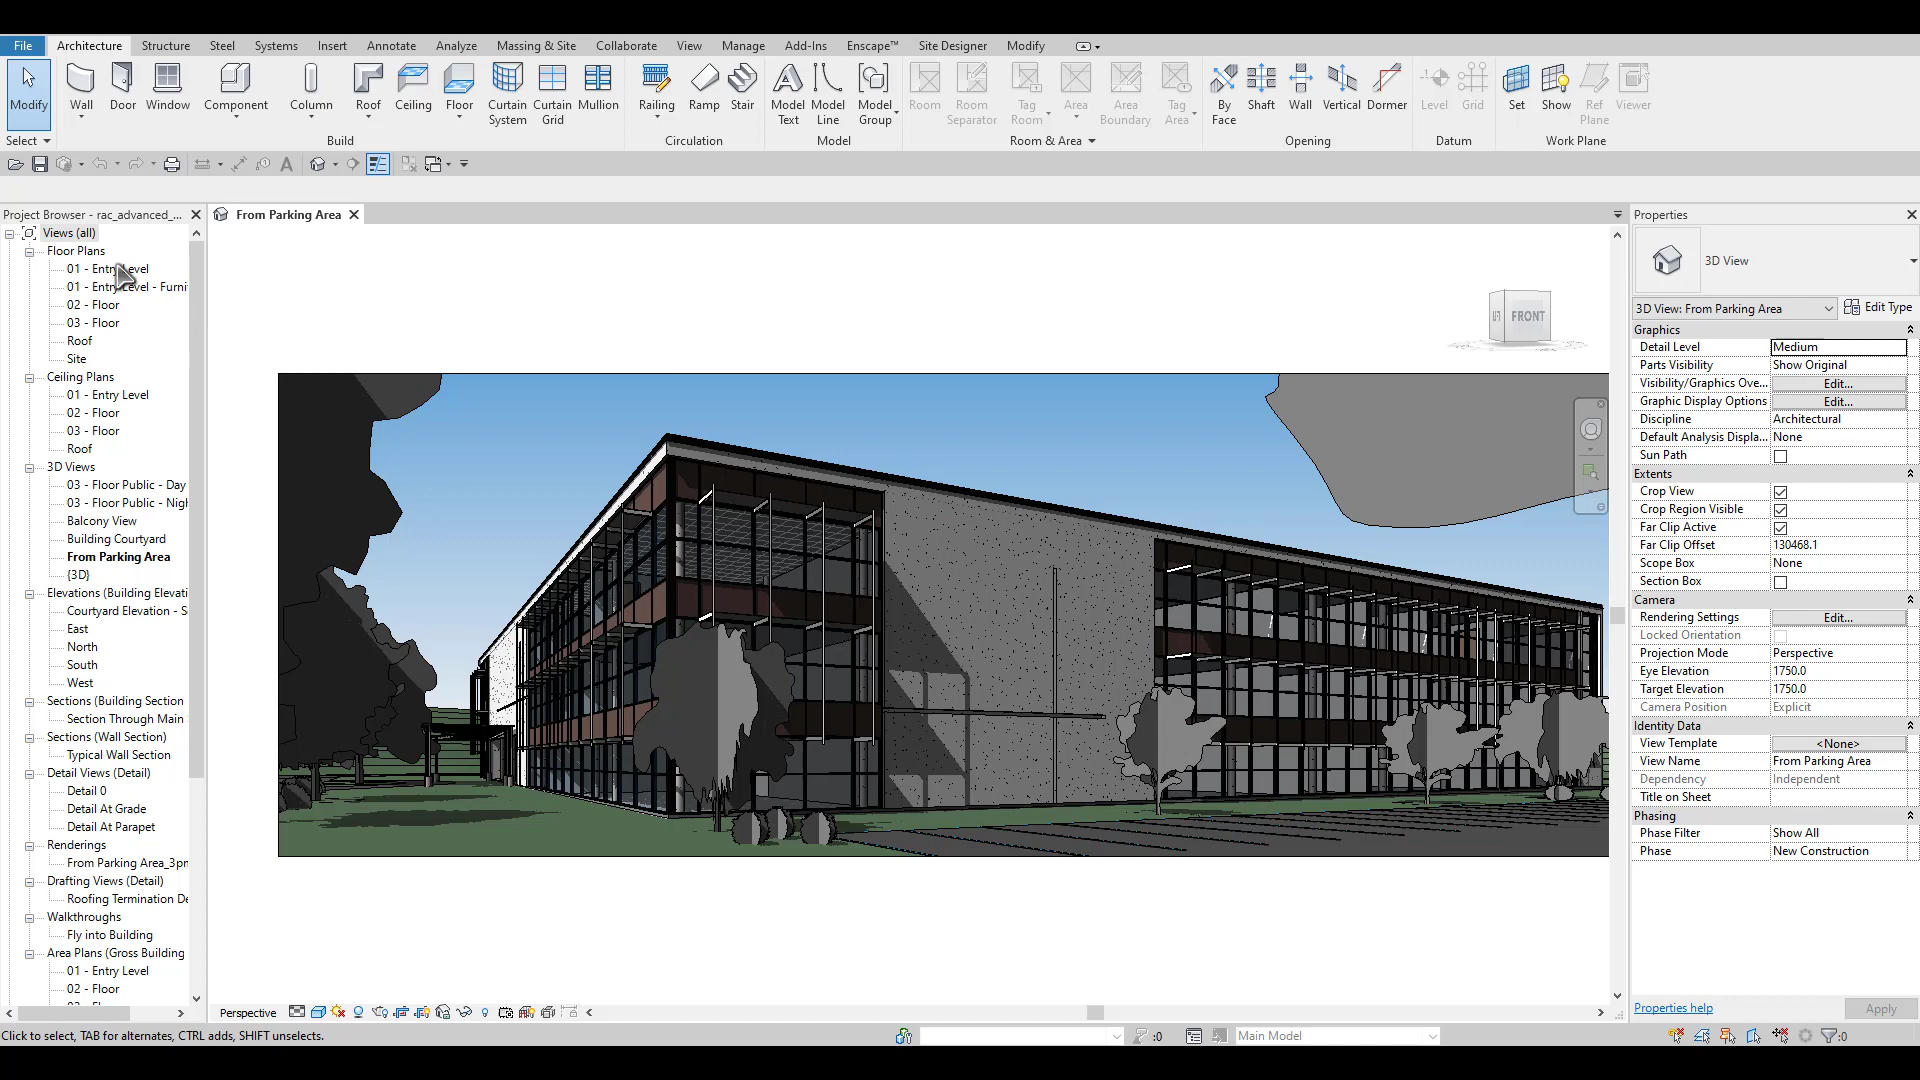 File Architecture Structure Steel Systems Insert Annotate Analyze Massing & Site Collaborate View Manage Add-Ins Enscape™ Site Designer Modify
Modify Wall Door Window Component Column Roof Ceiling Floor Curtain System Curtain Grid Mullion Railing Ramp Stair Model Text Model Line Model Group Room Room Separator Tag Room Area Area Boundary Tag Area By Face Shaft Wall Vertical Dormer Level Grid Set Show Ref Plane Viewer
Select Build Circulation Model Room & Area Opening Datum Work Plane
Project Browser - rac_advanced_...
Views (all)
Floor Plans
01 - Entry Level
01 - Entry Level - Furni
02 - Floor
03 - Floor
Roof
Site
Ceiling Plans
01 - Entry Level
02 - Floor
03 - Floor
Roof
3D Views
03 - Floor Public - Day
03 - Floor Public - Nigh
Balcony View
Building Courtyard
From Parking Area
{3D}
Elevations (Building Elevati
Courtyard Elevation - S
East
North
South
West
Sections (Building Section
Section Through Main
Sections (Wall Section)
Typical Wall Section
Detail Views (Detail)
Detail 0
Detail At Grade
Detail At Parapet
Renderings
From Parking Area_3pm
Drafting Views (Detail)
Roofing Termination De
Walkthroughs
Fly into Building
Area Plans (Gross Building
01 - Entry Level
02 - Floor
From Parking Area
FRONT
Perspective
Properties
3D View
3D View: From Parking Area Edit Type
Graphics
Detail Level Medium
Parts Visibility Show Original
Visibility/Graphics Ove... Edit...
Graphic Display Options Edit...
Discipline Architectural
Default Analysis Displa... None
Sun Path
Extents
Crop View
Crop Region Visible
Far Clip Active
Far Clip Offset 130468.1
Scope Box None
Section Box
Camera
Rendering Settings Edit...
Locked Orientation
Projection Mode Perspective
Eye Elevation 1750.0
Target Elevation 1750.0
Camera Position Explicit
Identity Data
View Template <None>
View Name From Parking Area
Dependency Independent
Title on Sheet
Phasing
Phase Filter Show All
Phase New Construction
Properties help Apply
Click to select, TAB for alternates, CTRL adds, SHIFT unselects. :0 Main Model :0